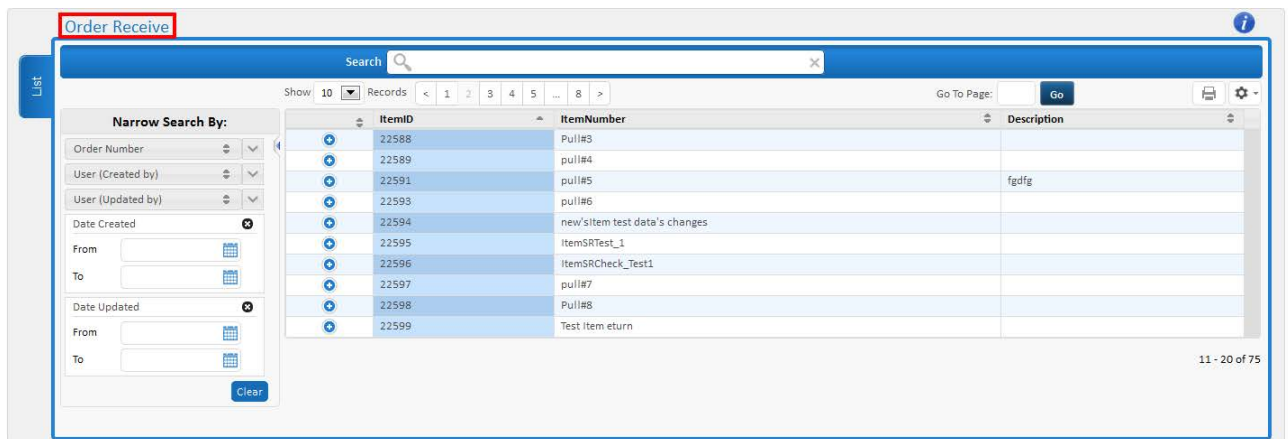 Order Receive
i
List
Search
Show 10 Records < 1 2 3 4 5 ... 8 > Go To Page: Go
Narrow Search By:
Order Number
User (Created by)
User (Updated by)
Date Created
From
To
Date Updated
From
To
Clear
ItemID ItemNumber Description
22588 Pull#3
22589 pull#4
22591 pull#5 fgdfg
22593 pull#6
22594 new'sItem test data's changes
22595 ItemSRTest_1
22596 ItemSRCheck_Test1
22597 pull#7
22598 Pull#8
22599 Test Item eturn
11 - 20 of 75